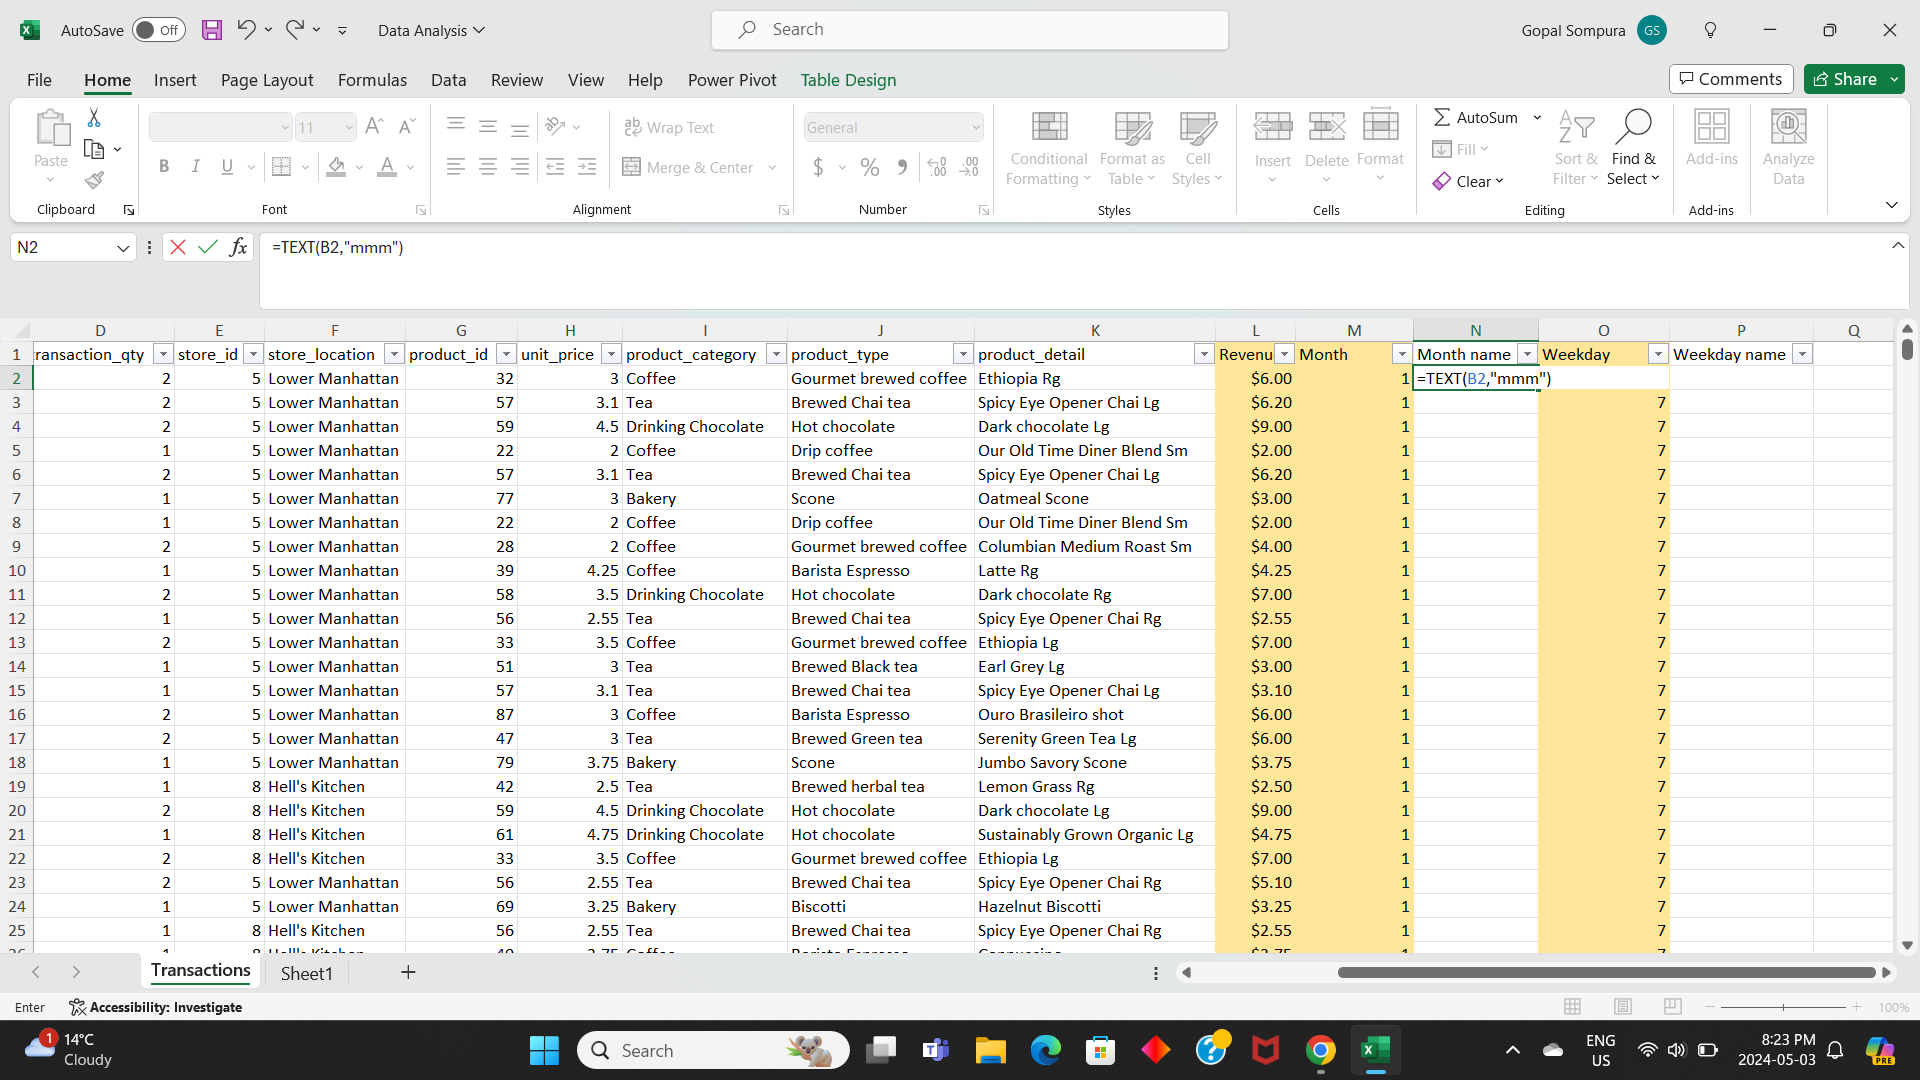 AutoSave Off Data Analysis Search Gopal Sompura GS
File Home Insert Page Layout Formulas Data Review View Help Power Pivot Table Design Comments Share
Paste 11 Wrap Text General Conditional Formatting Format as Table Cell Styles Insert Delete Format AutoSum Fill Clear Sort & Filter Find & Select Add-ins Analyze Data
B I U Merge & Center $ %
Clipboard Font Alignment Number Styles Cells Editing Add-ins
N2 fx =TEXT(B2,"mmm")
D E F G H I J K L M N O P Q
1 ransaction_qty store_id store_location product_id unit_price product_category product_type product_detail Revenu Month Month name Weekday Weekday name
2 2 5 Lower Manhattan 32 3 Coffee Gourmet brewed coffee Ethiopia Rg $6.00 1 =TEXT(B2,"mmm")
3 2 5 Lower Manhattan 57 3.1 Tea Brewed Chai tea Spicy Eye Opener Chai Lg $6.20 1 7
4 2 5 Lower Manhattan 59 4.5 Drinking Chocolate Hot chocolate Dark chocolate Lg $9.00 1 7
5 1 5 Lower Manhattan 22 2 Coffee Drip coffee Our Old Time Diner Blend Sm $2.00 1 7
6 2 5 Lower Manhattan 57 3.1 Tea Brewed Chai tea Spicy Eye Opener Chai Lg $6.20 1 7
7 1 5 Lower Manhattan 77 3 Bakery Scone Oatmeal Scone $3.00 1 7
8 1 5 Lower Manhattan 22 2 Coffee Drip coffee Our Old Time Diner Blend Sm $2.00 1 7
9 2 5 Lower Manhattan 28 2 Coffee Gourmet brewed coffee Columbian Medium Roast Sm $4.00 1 7
10 1 5 Lower Manhattan 39 4.25 Coffee Barista Espresso Latte Rg $4.25 1 7
11 2 5 Lower Manhattan 58 3.5 Drinking Chocolate Hot chocolate Dark chocolate Rg $7.00 1 7
12 1 5 Lower Manhattan 56 2.55 Tea Brewed Chai tea Spicy Eye Opener Chai Rg $2.55 1 7
13 2 5 Lower Manhattan 33 3.5 Coffee Gourmet brewed coffee Ethiopia Lg $7.00 1 7
14 1 5 Lower Manhattan 51 3 Tea Brewed Black tea Earl Grey Lg $3.00 1 7
15 1 5 Lower Manhattan 57 3.1 Tea Brewed Chai tea Spicy Eye Opener Chai Lg $3.10 1 7
16 2 5 Lower Manhattan 87 3 Coffee Barista Espresso Ouro Brasileiro shot $6.00 1 7
17 2 5 Lower Manhattan 47 3 Tea Brewed Green tea Serenity Green Tea Lg $6.00 1 7
18 1 5 Lower Manhattan 79 3.75 Bakery Scone Jumbo Savory Scone $3.75 1 7
19 1 8 Hell's Kitchen 42 2.5 Tea Brewed herbal tea Lemon Grass Rg $2.50 1 7
20 2 8 Hell's Kitchen 59 4.5 Drinking Chocolate Hot chocolate Dark chocolate Lg $9.00 1 7
21 1 8 Hell's Kitchen 61 4.75 Drinking Chocolate Hot chocolate Sustainably Grown Organic Lg $4.75 1 7
22 2 8 Hell's Kitchen 33 3.5 Coffee Gourmet brewed coffee Ethiopia Lg $7.00 1 7
23 2 5 Lower Manhattan 56 2.55 Tea Brewed Chai tea Spicy Eye Opener Chai Rg $5.10 1 7
24 1 5 Lower Manhattan 69 3.25 Bakery Biscotti Hazelnut Biscotti $3.25 1 7
25 1 8 Hell's Kitchen 56 2.55 Tea Brewed Chai tea Spicy Eye Opener Chai Rg $2.55 1 7
Transactions Sheet1
Enter Accessibility: Investigate 100%
1 14°C Cloudy Search ENG US 8:23 PM 2024-05-03 PRE